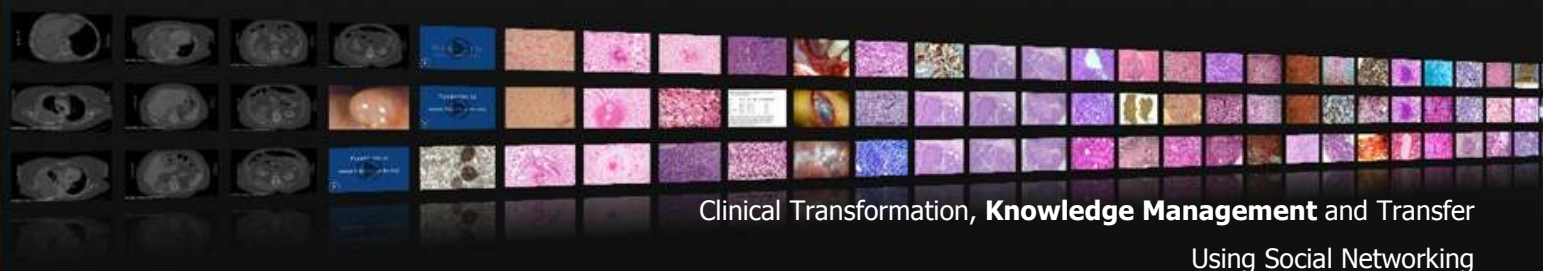 Clinical Transformation, Knowledge Management and Transfer
Using Social Networking